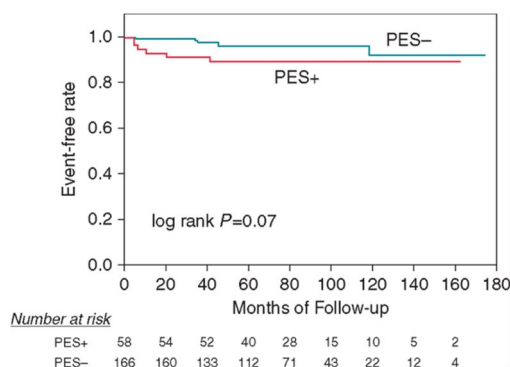 1.0
0.8
0.6
0.4
0.2
0.0
Event-free rate
PES–
PES+
log rank P=0.07
0 20 40 60 80 100 120 140 160 180
Months of Follow-up
Number at risk
PES+ 58 54 52 40 28 15 10 5 2
PES– 166 160 133 112 71 43 22 12 4